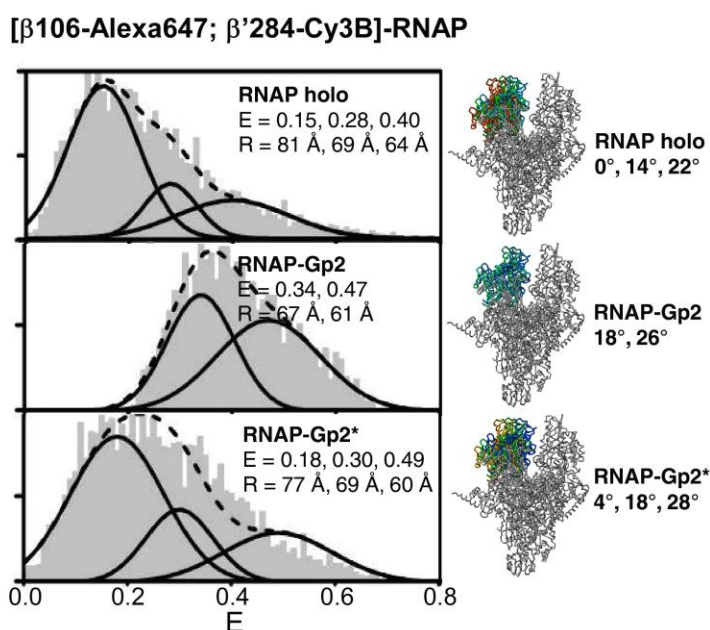 [β106-Alexa647; β'284-Cy3B]-RNAP
RNAP holo
E = 0.15, 0.28, 0.40
R = 81 Å, 69 Å, 64 Å
RNAP holo
0°, 14°, 22°
RNAP-Gp2
E = 0.34, 0.47
R = 67 Å, 61 Å
RNAP-Gp2
18°, 26°
RNAP-Gp2*
E = 0.18, 0.30, 0.49
R = 77 Å, 69 Å, 60 Å
RNAP-Gp2*
4°, 18°, 28°
0.0 0.2 0.4 0.6 0.8
E